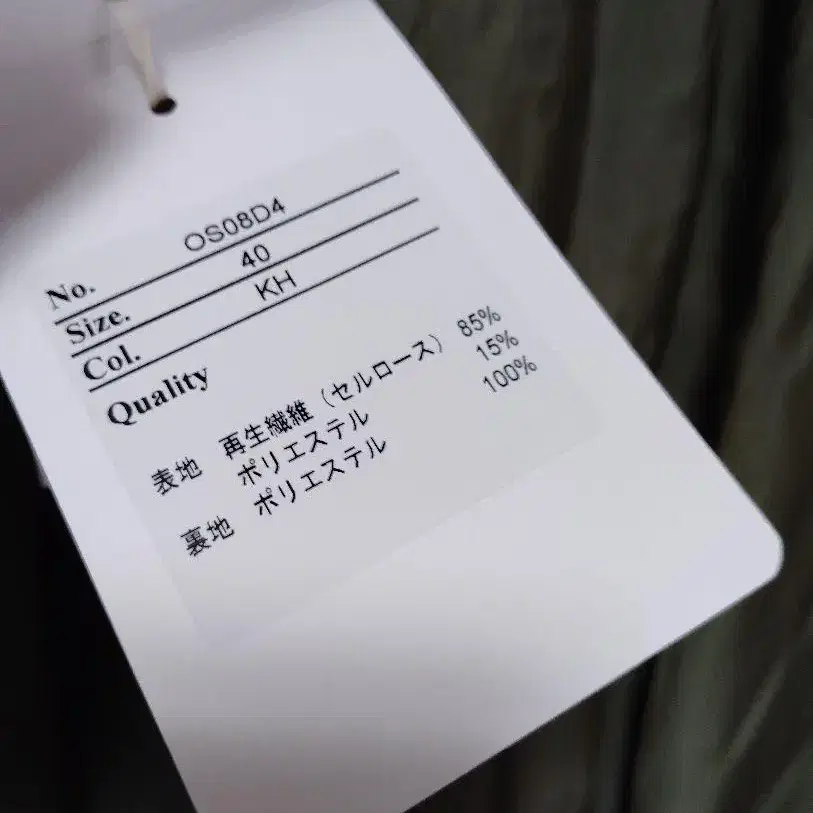 No. OS08D4
Size. 40
Col. KH
Quality
表地 再生繊維（セルロース） 85%
ポリエステル 15%
裏地 ポリエステル 100%